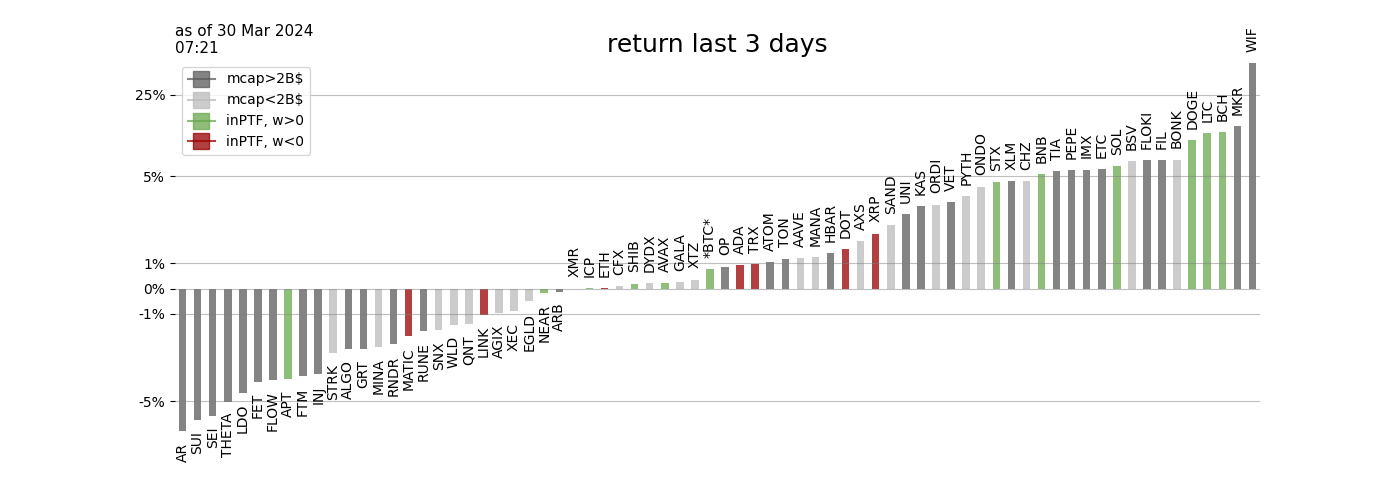 as of 30 Mar 2024
07:21
return last 3 days
mcap>2B$
mcap<2B$
inPTF, w>0
inPTF, w<0
25%
5%
1%
0%
-1%
-5%
AR
SUI
SEI
THETA
LDO
FET
FLOW
APT
FTM
INJ
STRK
ALGO
GRT
MINA
RNDR
MATIC
RUNE
SNX
WLD
QNT
LINK
AGIX
XEC
EGLD
NEAR
ARB
XMR
ICP
ETH
CFX
SHIB
DYDX
AVAX
GALA
XTZ
*BTC*
OP
ADA
TRX
ATOM
TON
AAVE
MANA
HBAR
DOT
AXS
XRP
SAND
UNI
KAS
ORDI
VET
PYTH
ONDO
STX
XLM
CHZ
BNB
TIA
PEPE
IMX
ETC
SOL
BSV
FLOKI
FIL
BONK
DOGE
LTC
BCH
MKR
WIF